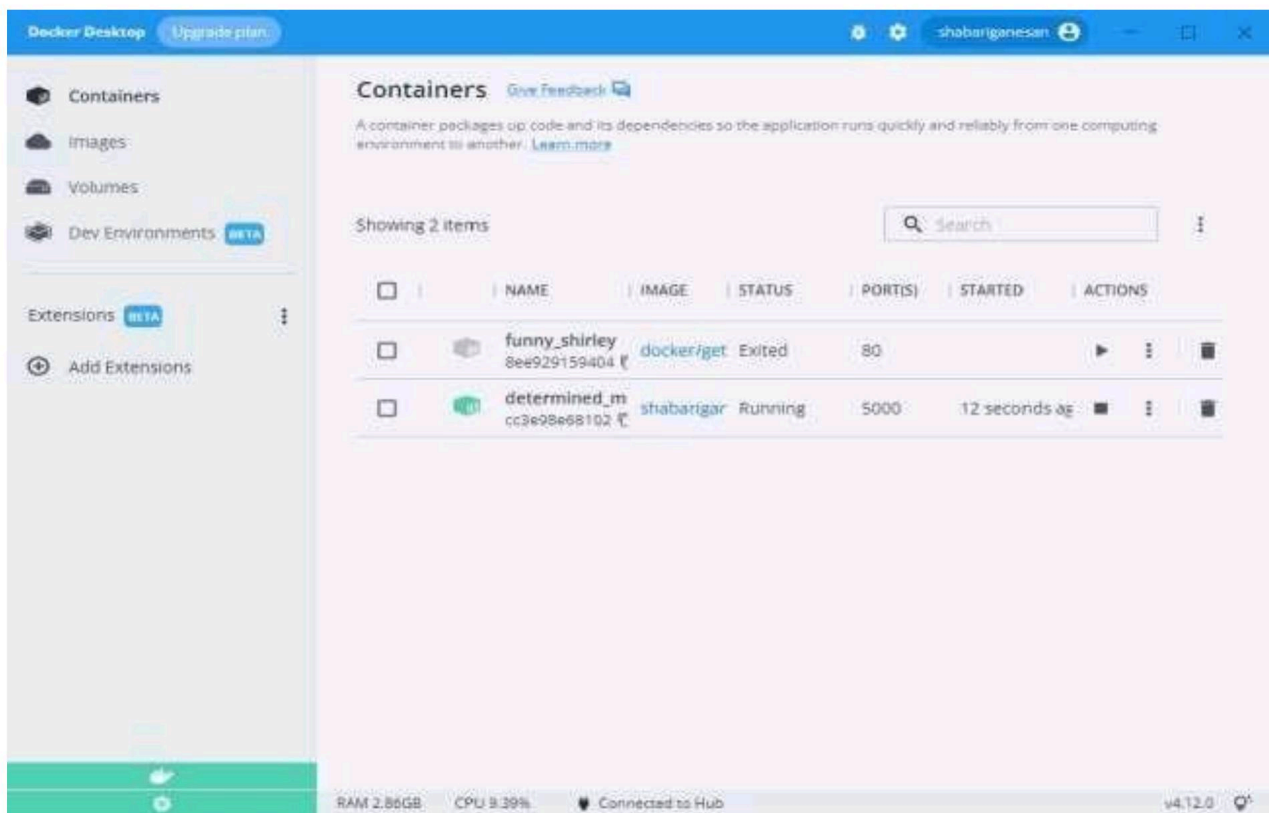 Docker Desktop Upgrade plan shabariganesan
Containers
Images
Volumes
Dev Environments BETA
Extensions BETA
Add Extensions
Containers Give Feedback
A container packages up code and its dependencies so the application runs quickly and reliably from one computing
environment to another. Learn more
Showing 2 items Search
NAME IMAGE STATUS PORT(S) STARTED ACTIONS
funny_shirley docker/get Exited 80
8ee929159404
determined_m shabarigar Running 5000 12 seconds ag
cc3e98e68102
RAM 2.86GB CPU 9.39% Connected to Hub v4.12.0